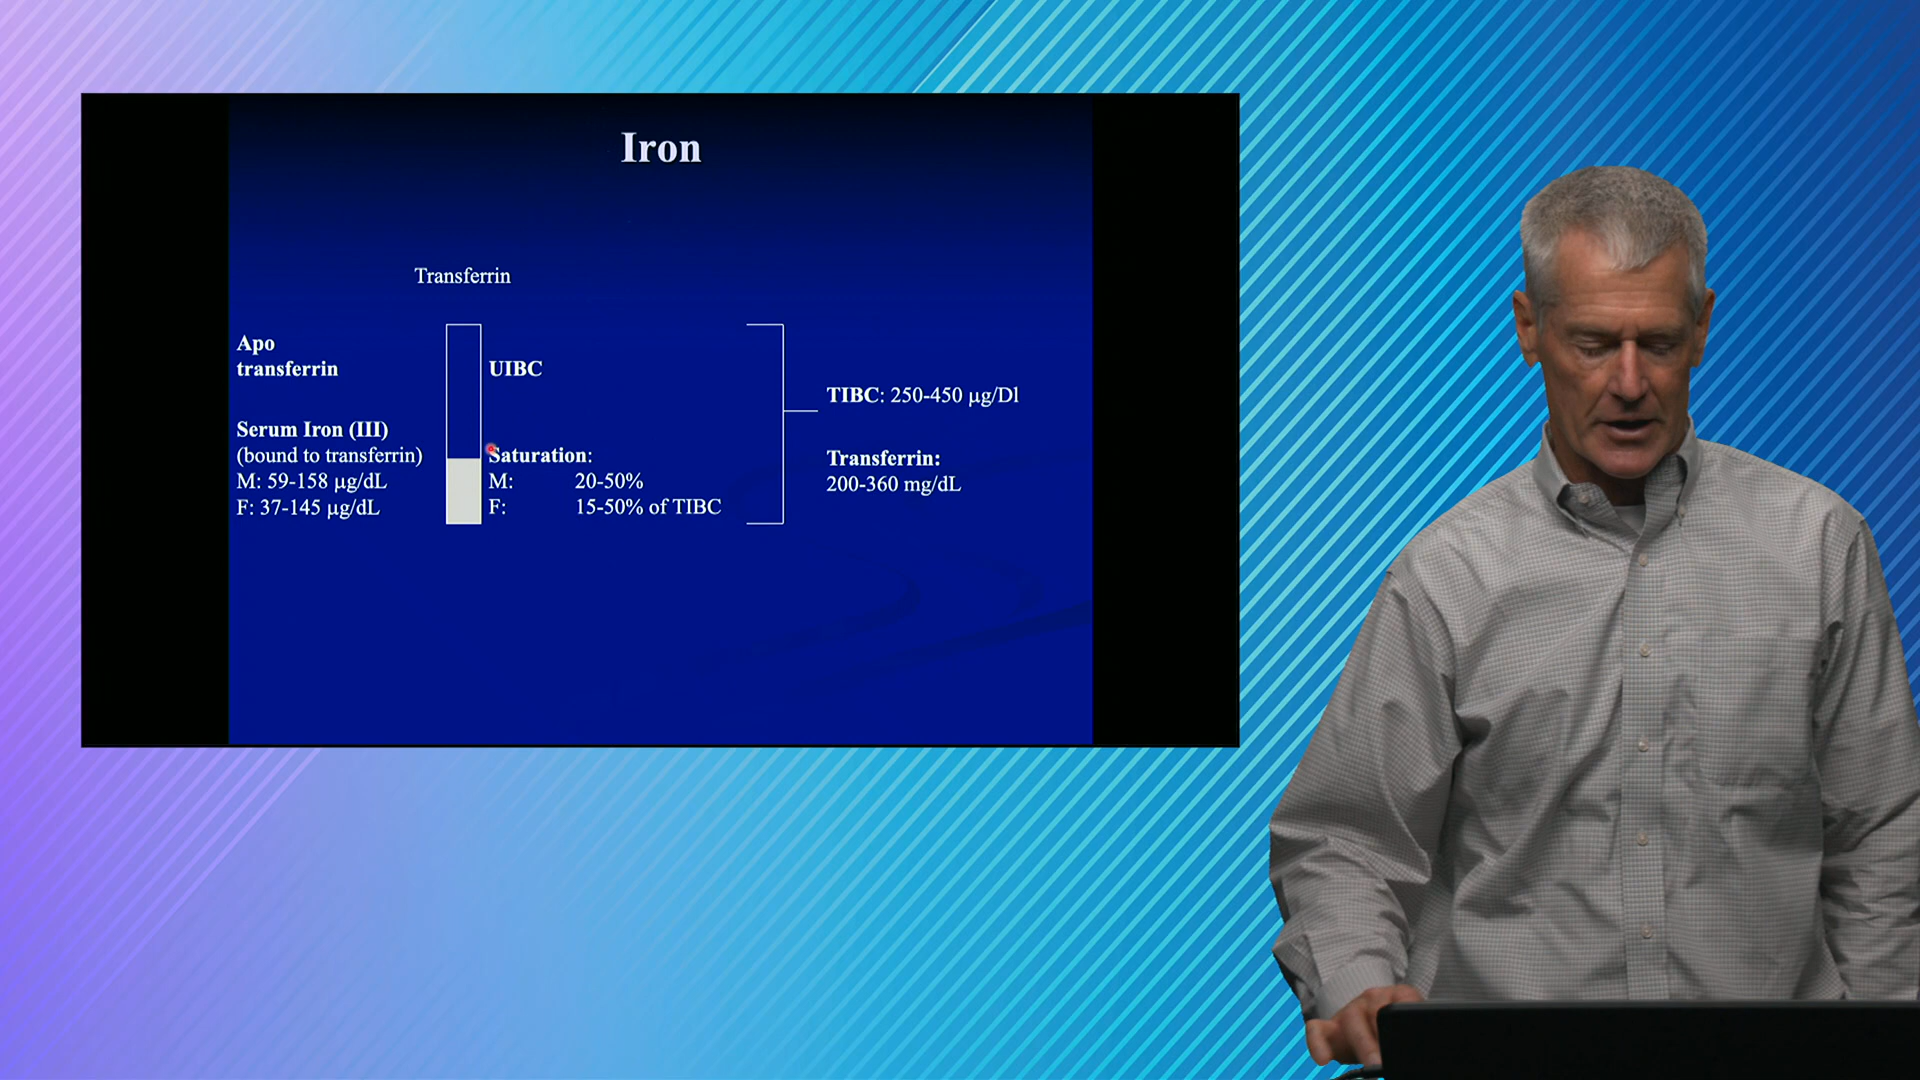 Iron
Transferrin
Apo
transferrin
UIBC
Serum Iron (III)
(bound to transferrin)
M: 59-158 µg/dL
F: 37-145 µg/dL
Saturation:
M: 20-50%
F: 15-50% of TIBC
TIBC: 250-450 µg/Dl
Transferrin:
200-360 mg/dL